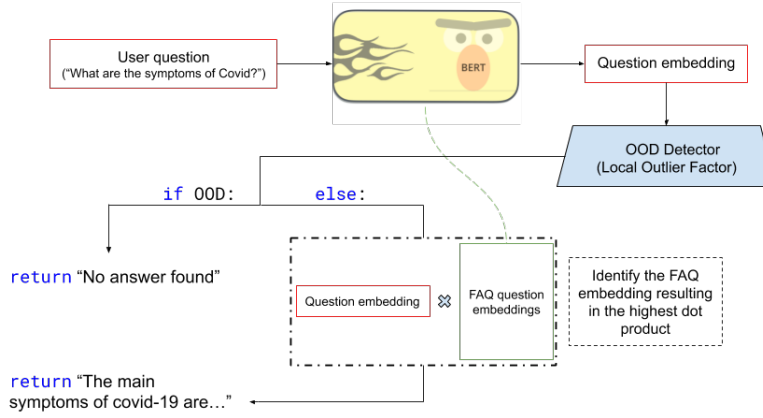 User question
(“What are the symptoms of Covid?”)
BERT
Question embedding
OOD Detector
(Local Outlier Factor)
if OOD:
else:
return “No answer found”
Question embedding
FAQ question
embeddings
Identify the FAQ
embedding resulting
in the highest dot
product
return “The main
symptoms of covid-19 are…”